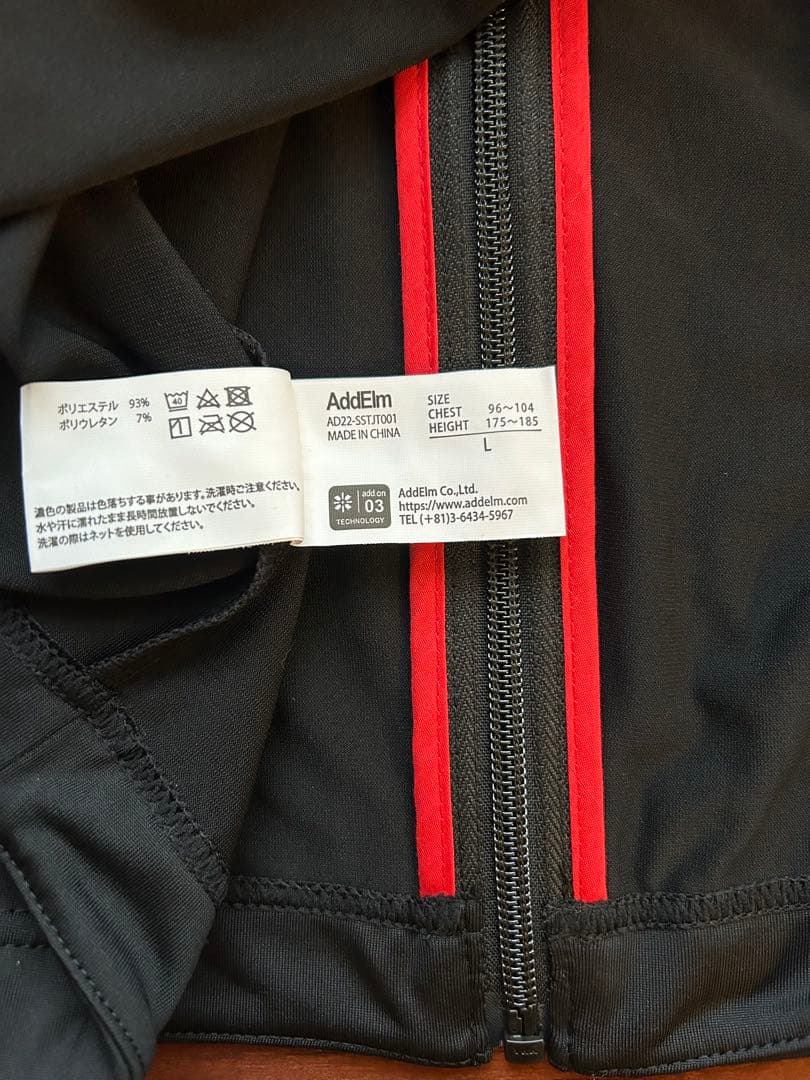 ポリエステル 93%
ポリウレタン 7%
40
濃色の製品は色落ちする事があります。洗濯時ご注意ください。
水や汗に濡れたまま長時間放置しないでください。
洗濯の際はネットを使用してください。
AddElm
AD22-SSTJT001
MADE IN CHINA
SIZE
CHEST 96〜104
HEIGHT 175〜185
L
add.on
03
TECHNOLOGY
AddElm Co.,Ltd.
https://www.addelm.com
TEL (+81)3-6434-5967